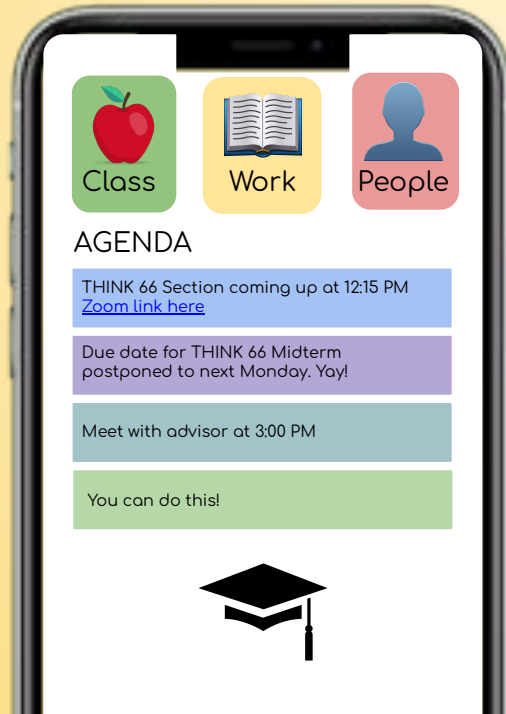 Class
Work
People
AGENDA
THINK 66 Section coming up at 12:15 PM
Zoom link here
Due date for THINK 66 Midterm
postponed to next Monday. Yay!
Meet with advisor at 3:00 PM
You can do this!